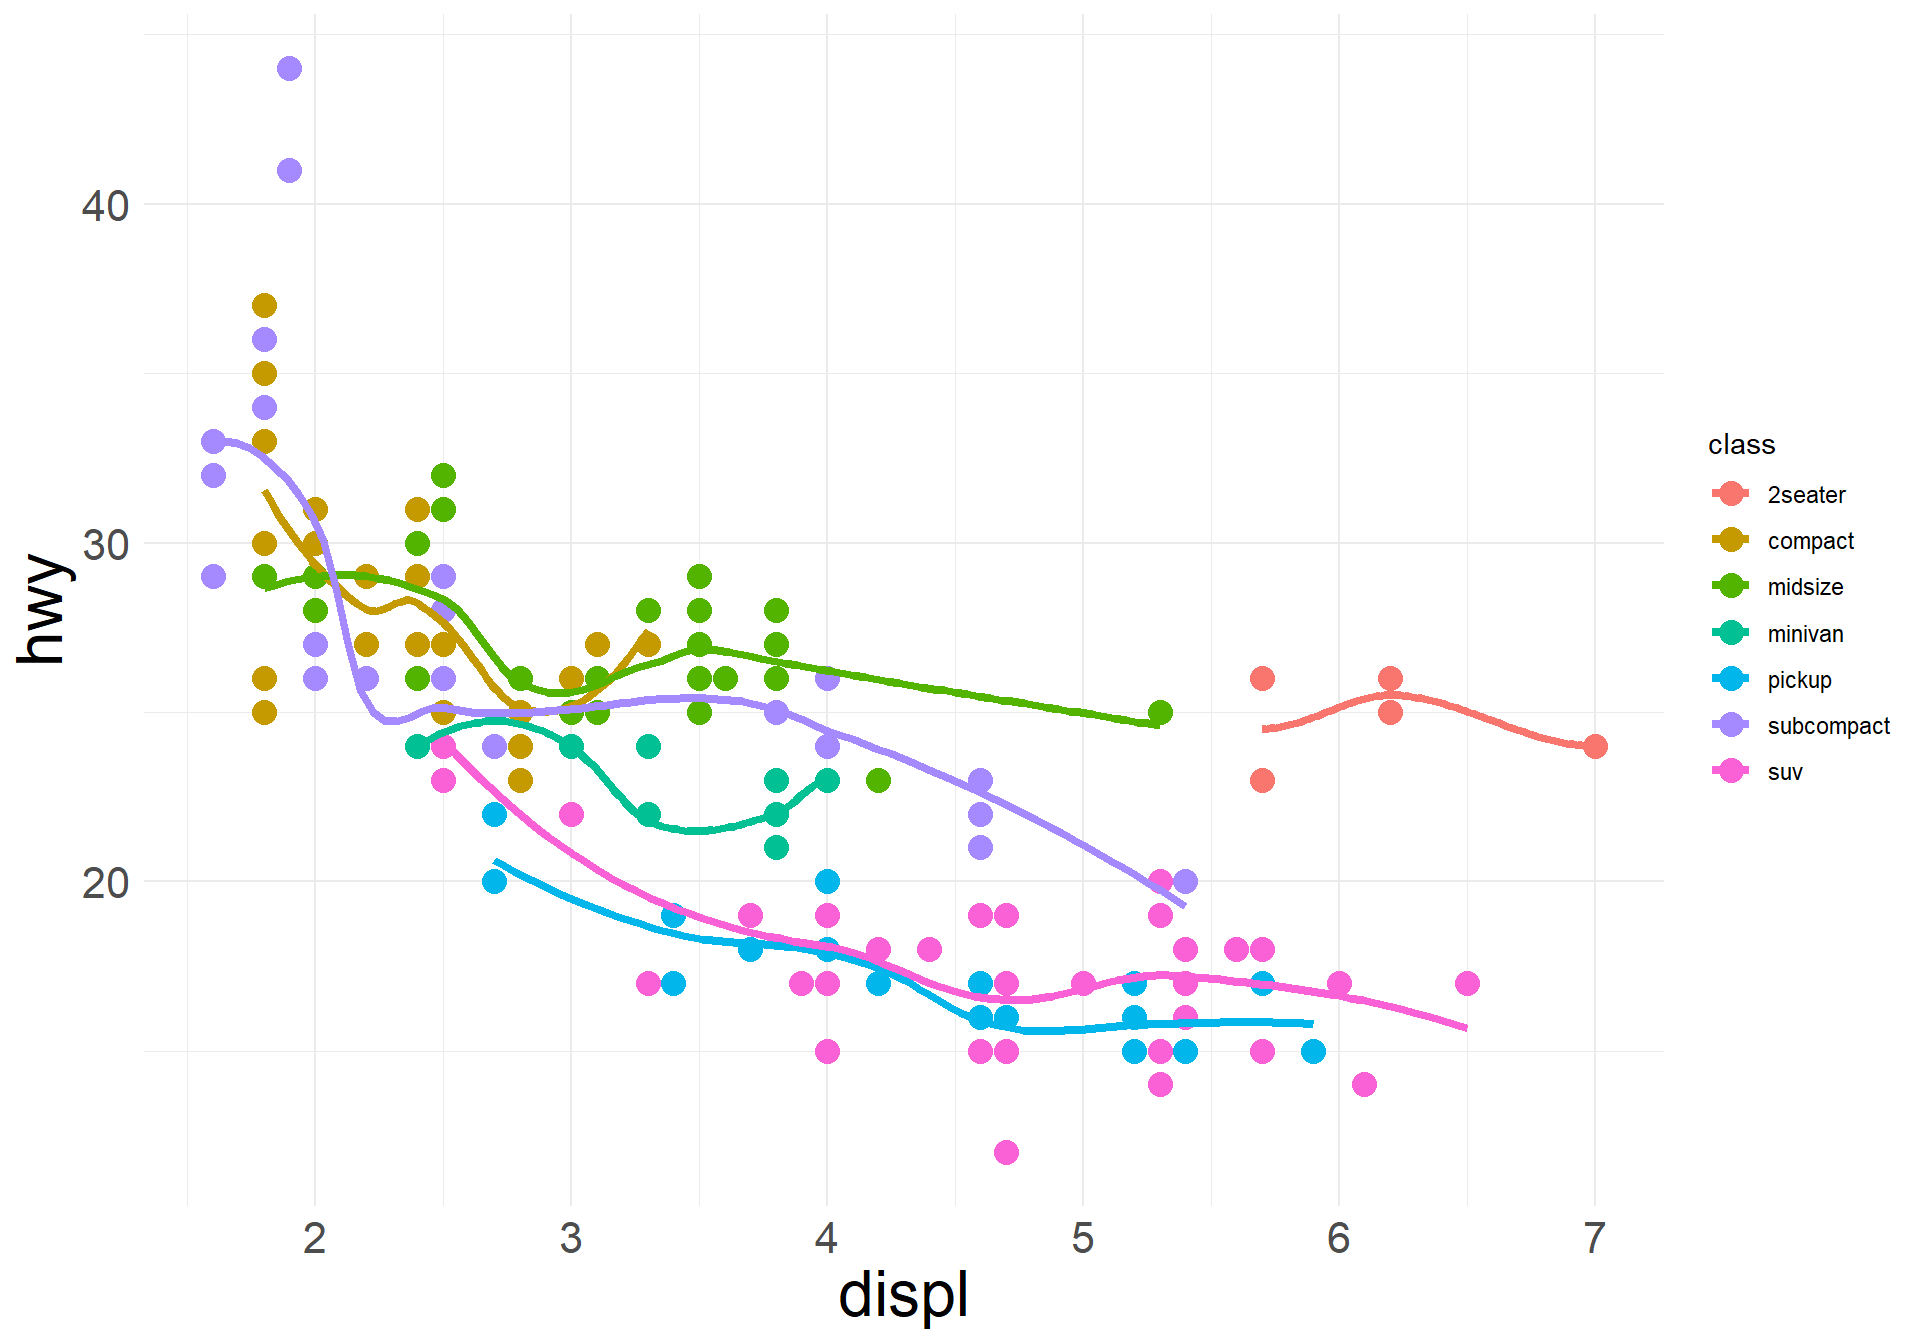 hwy
40
30
20
2 3 4 5 6 7
displ
class
2seater
compact
midsize
minivan
pickup
subcompact
suv